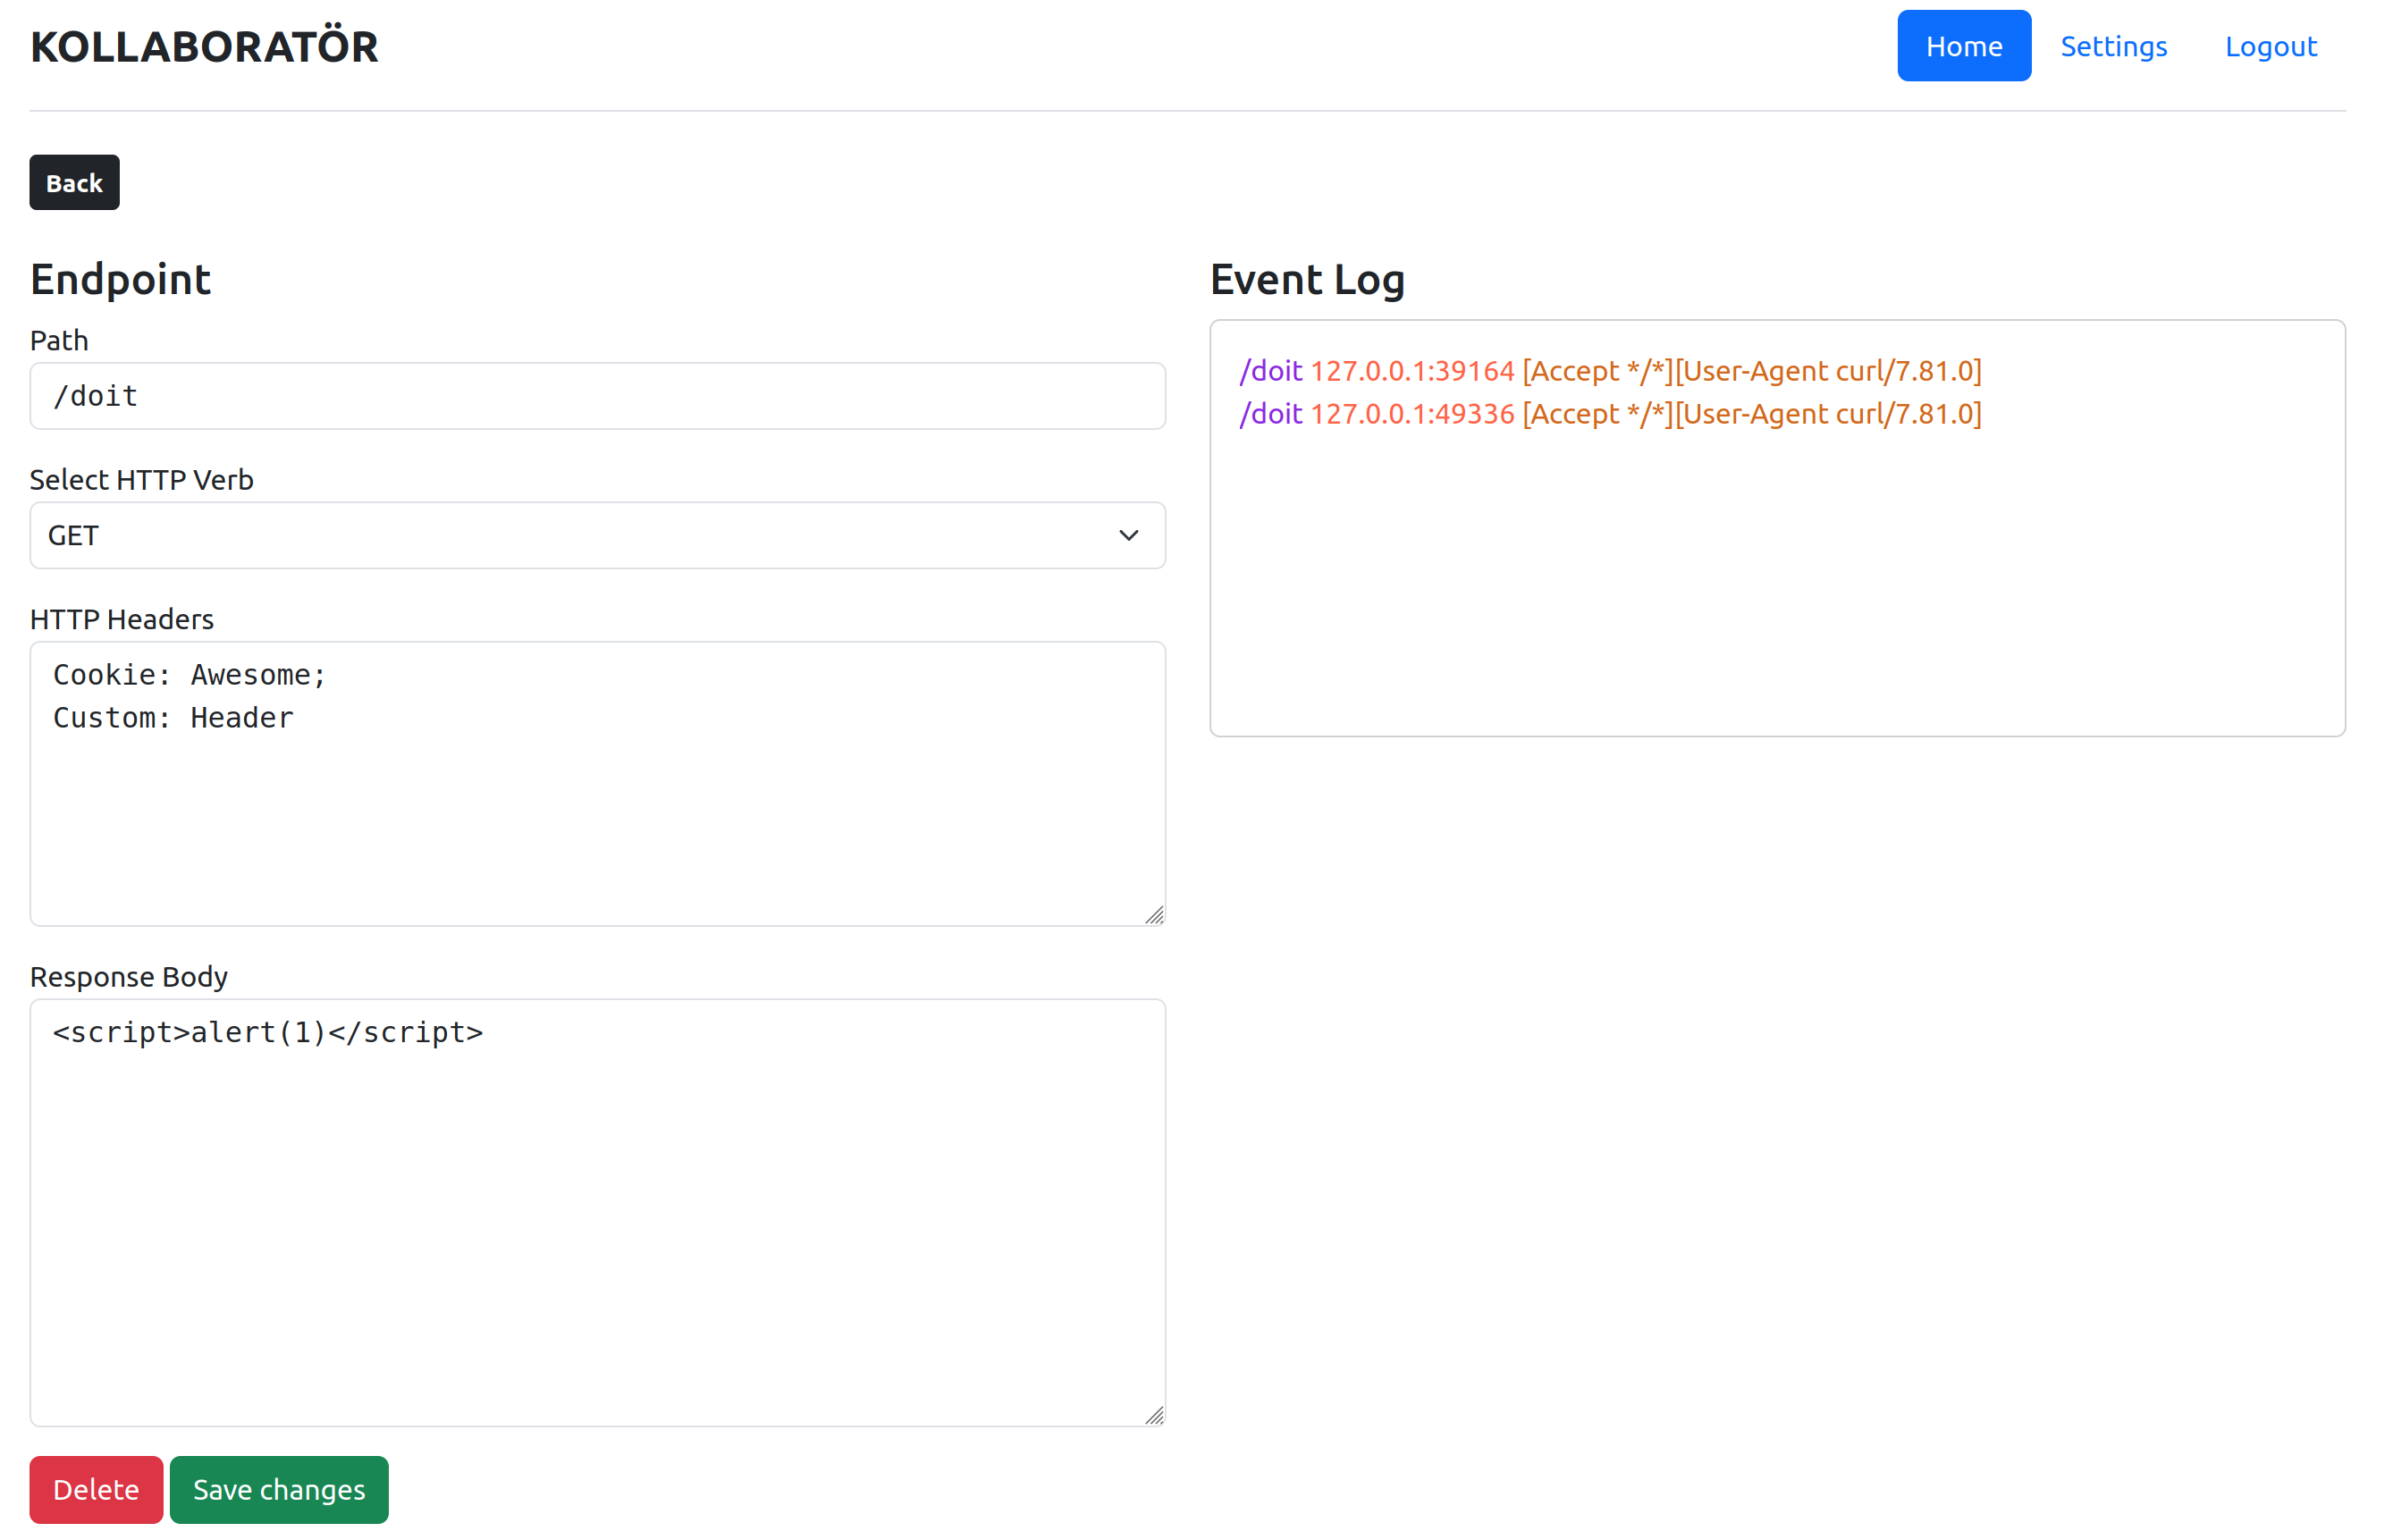 KOLLABORATÖR
Home Settings Logout
Back
Endpoint
Path
/doit
Select HTTP Verb
GET
HTTP Headers
Cookie: Awesome;
Custom: Header
Response Body
<script>alert(1)</script>
Delete Save changes
Event Log
/doit 127.0.0.1:39164 [Accept */*][User-Agent curl/7.81.0]
/doit 127.0.0.1:49336 [Accept */*][User-Agent curl/7.81.0]